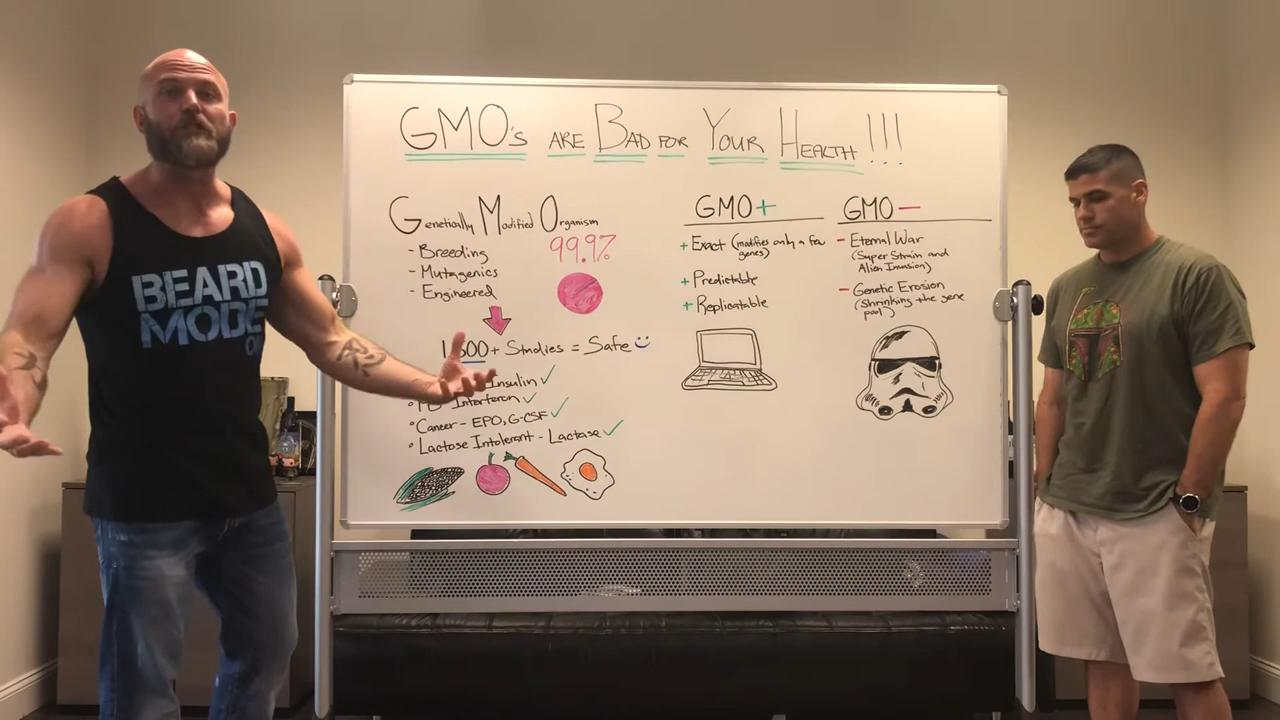 GMO's ARE BAD FOR YOUR HEALTH!!!
Genetically Modified Organism
- Breeding
- Mutagenics
- Engineered
99.9%
500+ Studies = Safe
Insulin ✓
Interferon ✓
° Cancer - EPO, G-CSF ✓
° Lactose Intolerant - Lactase ✓
GMO+
+ Exact (modifies only a few
genes)
+ Predictable
+ Replicatable
GMO-
- Eternal War
(Super Strain and
Alien Invasion)
- Genetic Erosion
(Shrinking the gene
pool)
BEARD
MODE